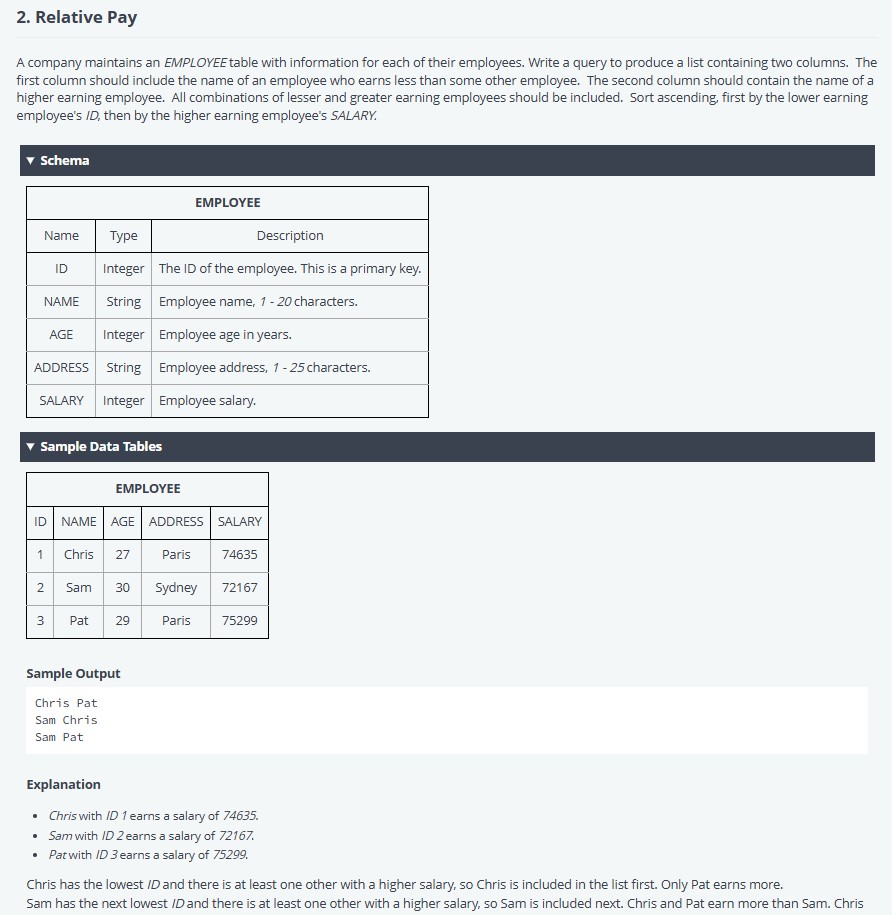 2. Relative Pay
A company maintains an EMPLOYEE table with information for each of their employees. Write a query to produce a list containing two columns. The
first column should include the name of an employee who earns less than some other employee. The second column should contain the name of a
higher earning employee. All combinations of lesser and greater earning employees should be included. Sort ascending, first by the lower earning
employee's ID, then by the higher earning employee's SALARY.
▼ Schema
EMPLOYEE
Name Type Description
ID Integer The ID of the employee. This is a primary key.
NAME String Employee name, 1 - 20 characters.
AGE Integer Employee age in years.
ADDRESS String Employee address, 1 - 25 characters.
SALARY Integer Employee salary.
▼ Sample Data Tables
EMPLOYEE
ID NAME AGE ADDRESS SALARY
1 Chris 27 Paris 74635
2 Sam 30 Sydney 72167
3 Pat 29 Paris 75299
Sample Output
Chris Pat
Sam Chris
Sam Pat
Explanation
• Chris with ID 1 earns a salary of 74635.
• Sam with ID 2 earns a salary of 72167.
• Pat with ID 3 earns a salary of 75299.
Chris has the lowest ID and there is at least one other with a higher salary, so Chris is included in the list first. Only Pat earns more.
Sam has the next lowest ID and there is at least one other with a higher salary, so Sam is included next. Chris and Pat earn more than Sam. Chris